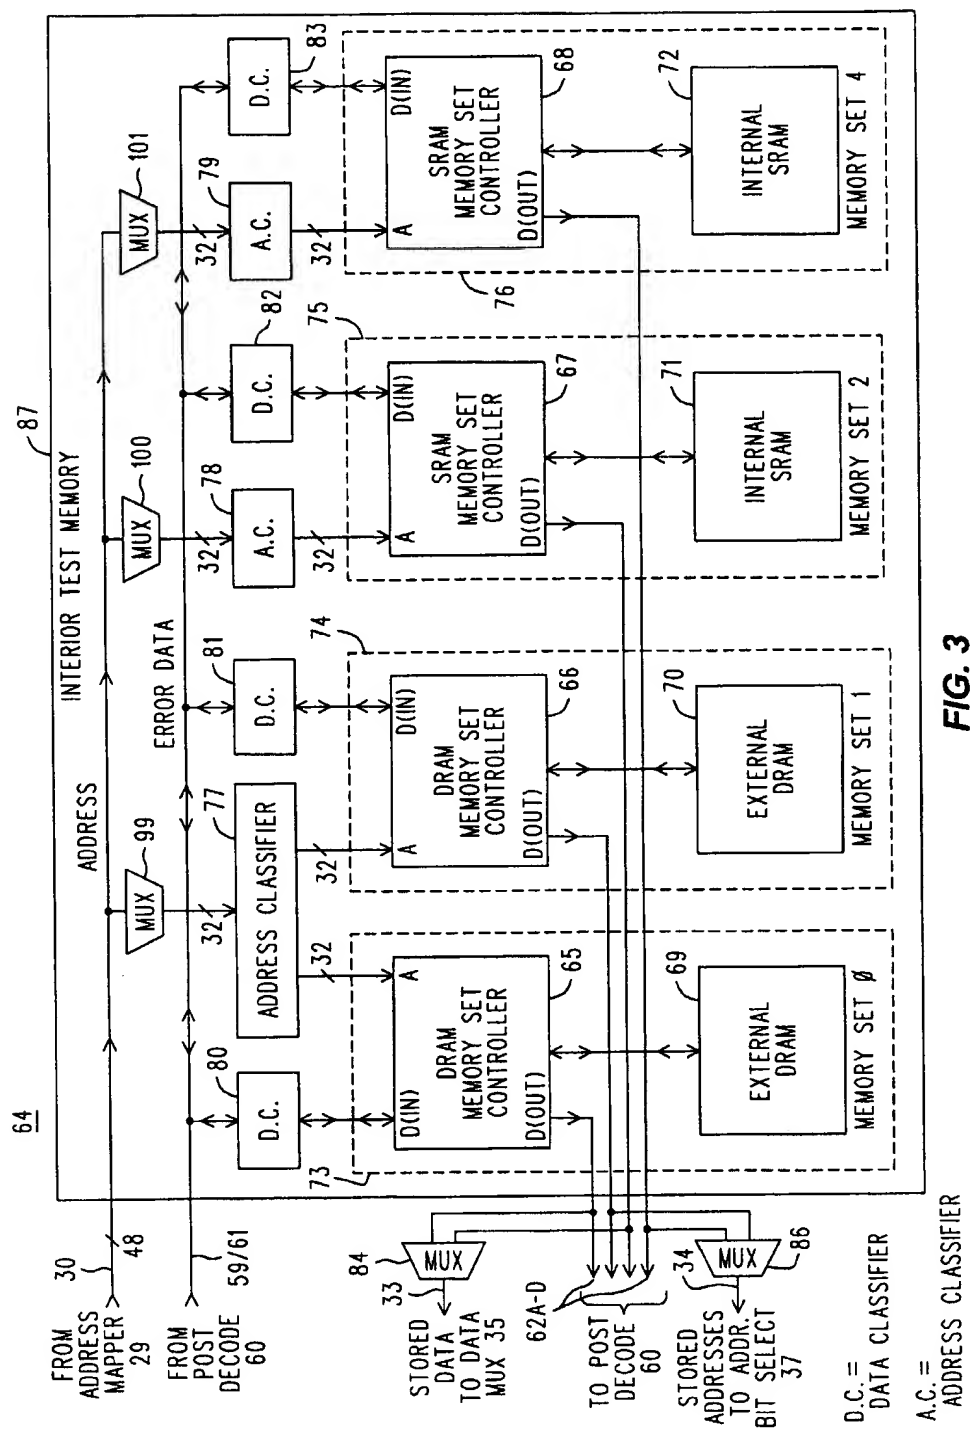 64
INTERIOR TEST MEMORY
87
FROM
ADDRESS
MAPPER
29
30
48
ADDRESS
FROM
POST
DECODE
60
59/61
ERROR DATA
MUX
99
MUX
100
MUX
101
32
32
32
D.C.
80
ADDRESS CLASSIFIER
77
D.C.
81
A.C.
78
D.C.
82
A.C.
79
D.C.
83
32
32
32
32
73
74
75
76
D(IN)
A
DRAM
MEMORY SET
CONTROLLER
D(OUT)
65
A
D(IN)
DRAM
MEMORY SET
CONTROLLER
D(OUT)
66
A
D(IN)
SRAM
MEMORY SET
CONTROLLER
D(OUT)
67
A
D(IN)
SRAM
MEMORY SET
CONTROLLER
D(OUT)
68
EXTERNAL
DRAM
69
MEMORY SET Ø
EXTERNAL
DRAM
70
MEMORY SET 1
INTERNAL
SRAM
71
MEMORY SET 2
INTERNAL
SRAM
72
MEMORY SET 4
84
MUX
33
STORED
DATA
TO DATA
MUX 35
62A-D
TO POST
DECODE
60
34
MUX
86
STORED
ADDRESSES
TO ADDR.
BIT SELECT
37
D.C. =
DATA CLASSIFIER
A.C. =
ADDRESS CLASSIFIER
FIG. 3